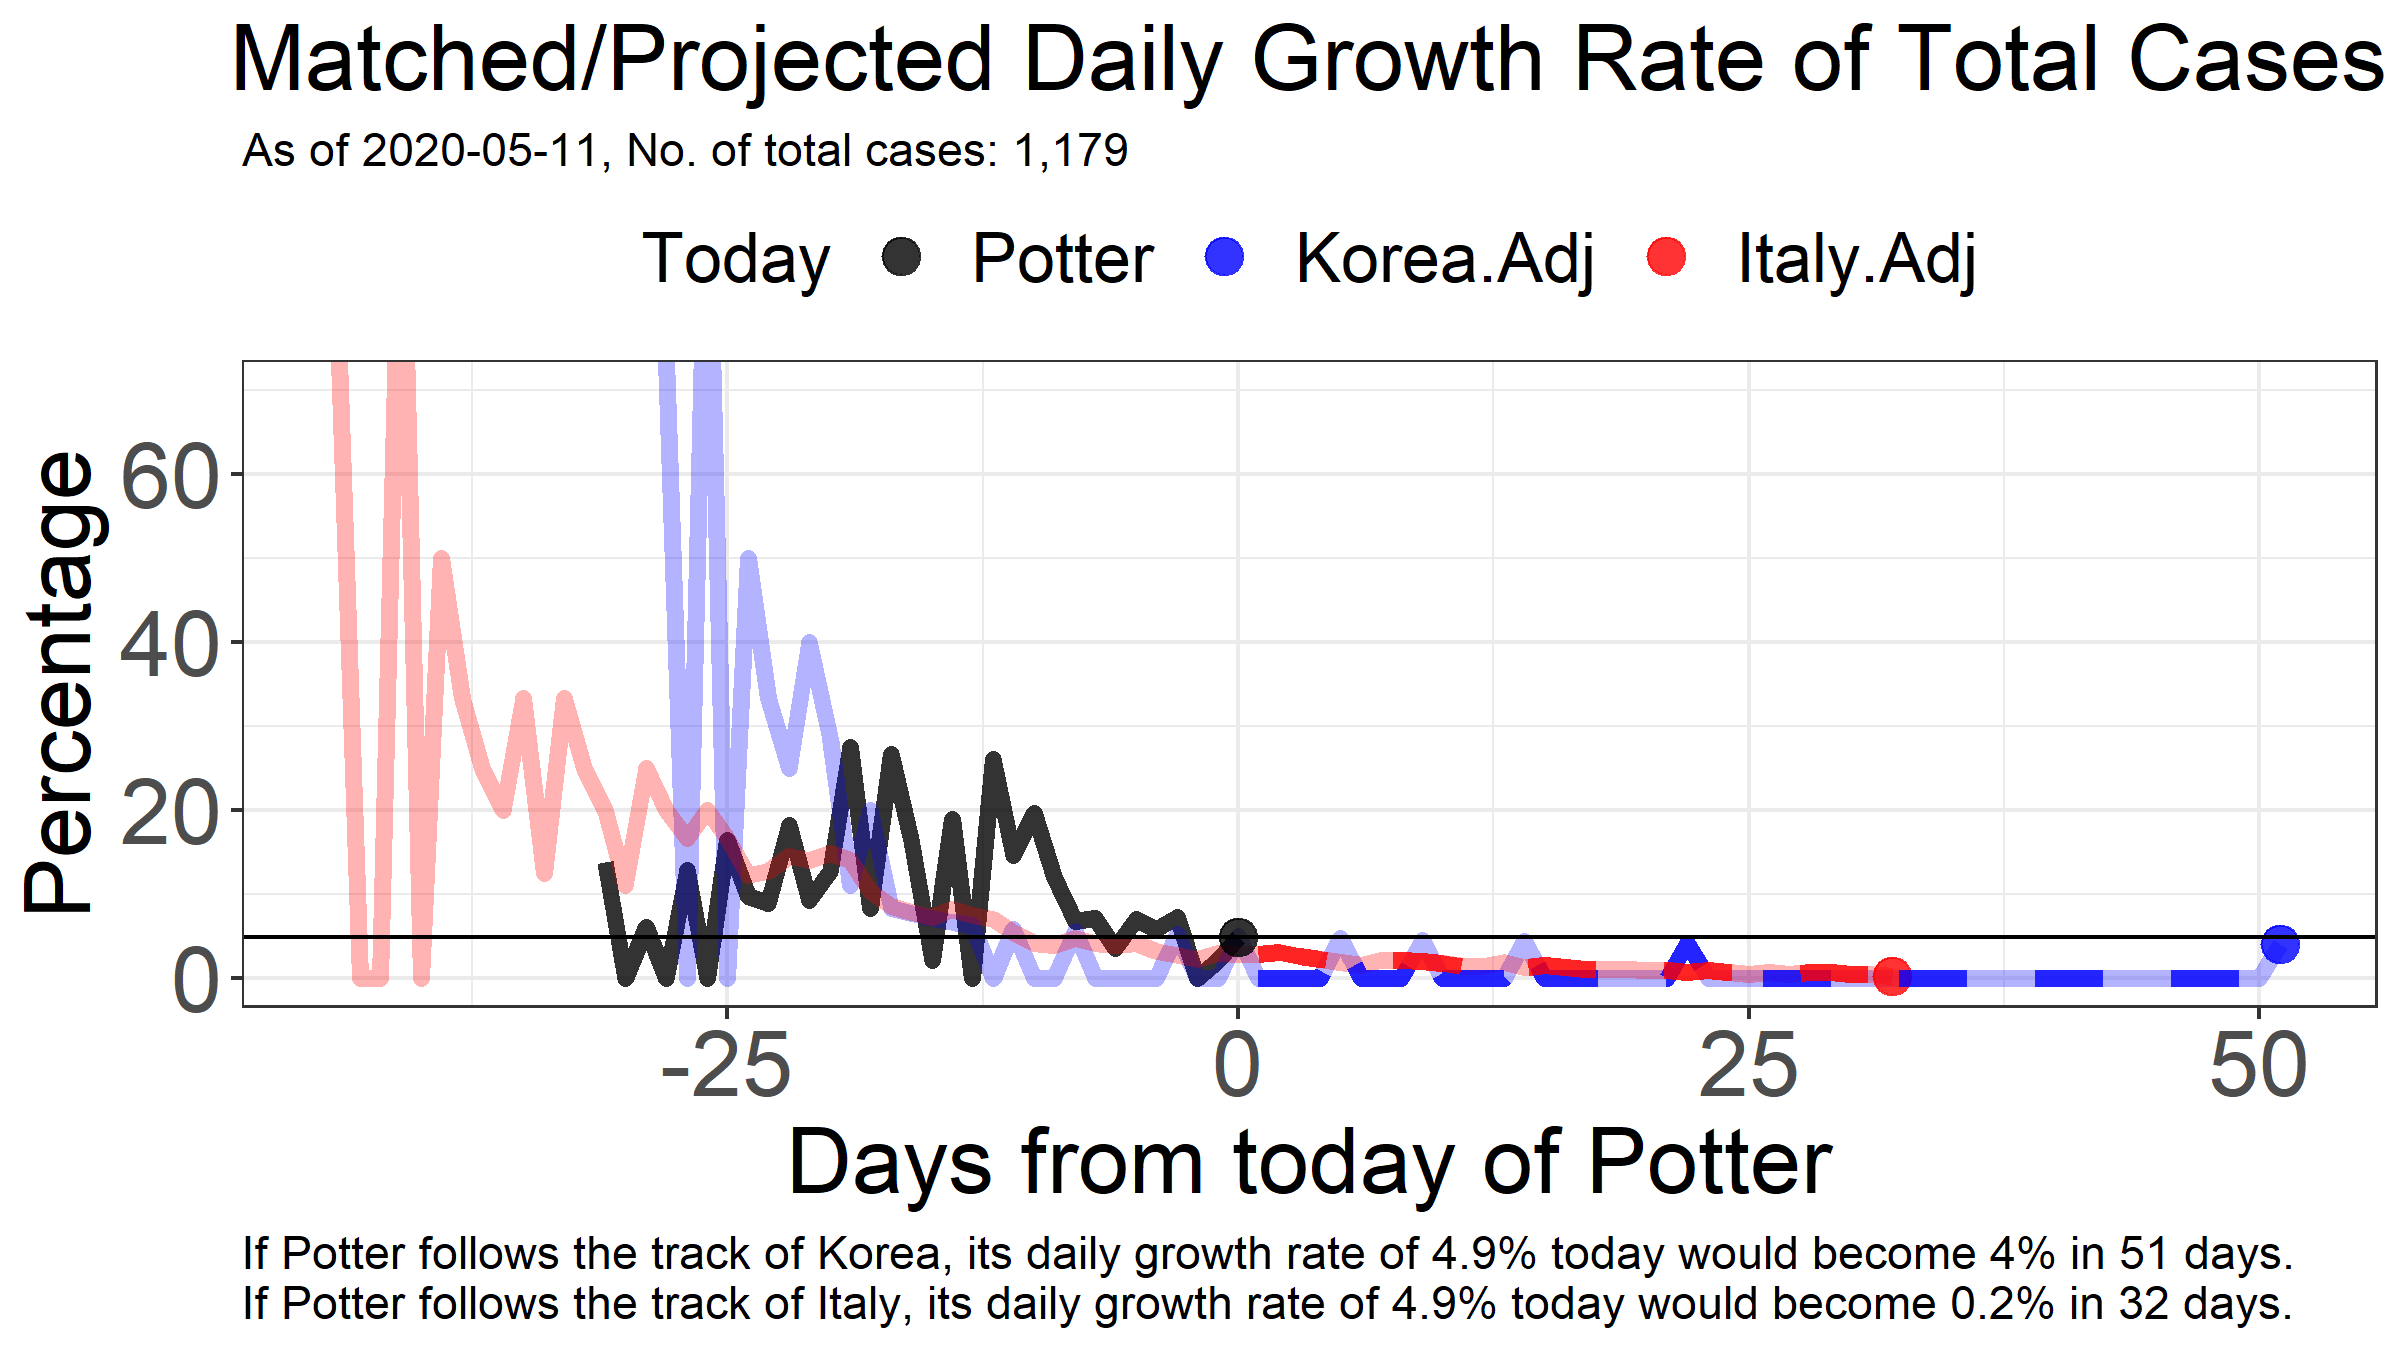 Matched/Projected Daily Growth Rate of Total Cases
As of 2020-05-11, No. of total cases: 1,179
Today Potter Korea.Adj Italy.Adj
Percentage
60
40
20
0
-25 0 25 50
Days from today of Potter
If Potter follows the track of Korea, its daily growth rate of 4.9% today would become 4% in 51 days.
If Potter follows the track of Italy, its daily growth rate of 4.9% today would become 0.2% in 32 days.